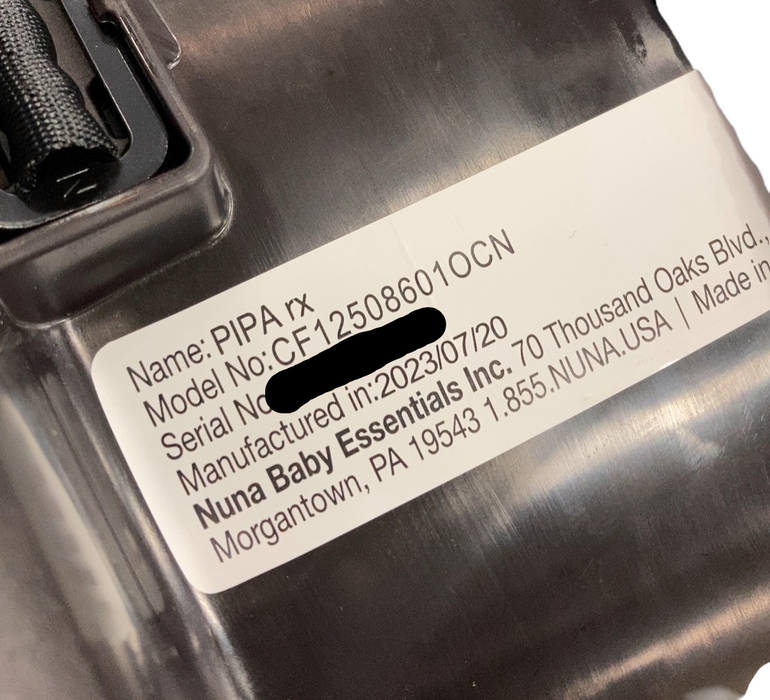 Name: PIPA rx
Model No:CF12508601OCN
Serial No
Manufactured in:2023/07/20
Nuna Baby Essentials Inc. 70 Thousand Oaks Blvd.,
Morgantown, PA 19543 1.855.NUNA.USA | Made in